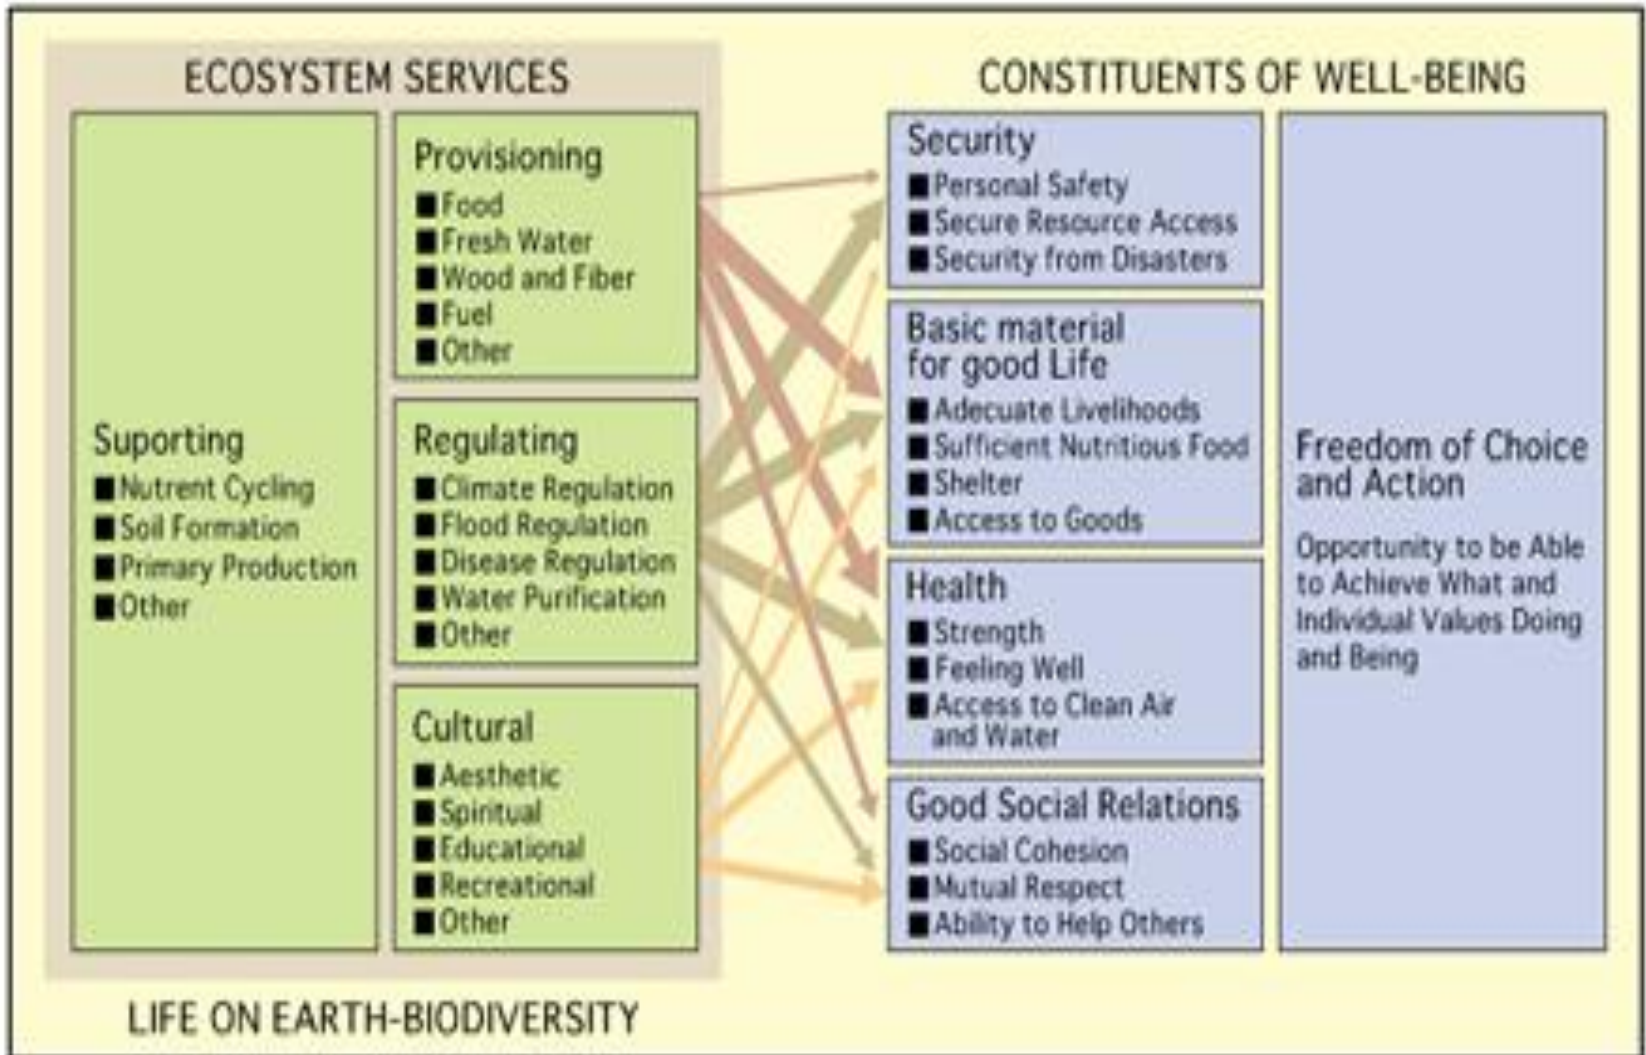 ECOSYSTEM SERVICES
Suporting
■ Nutrent Cycling
■ Soil Formation
■ Primary Production
■ Other
Provisioning
■ Food
■ Fresh Water
■ Wood and Fiber
■ Fuel
■ Other
Regulating
■ Climate Regulation
■ Flood Regulation
■ Disease Regulation
■ Water Purification
■ Other
Cultural
■ Aesthetic
■ Spiritual
■ Educational
■ Recreational
■ Other
LIFE ON EARTH-BIODIVERSITY
CONSTITUENTS OF WELL-BEING
Security
■ Personal Safety
■ Secure Resource Access
■ Security from Disasters
Basic material
for good Life
■ Adecuate Livelihoods
■ Sufficient Nutritious Food
■ Shelter
■ Access to Goods
Health
■ Strength
■ Feeling Well
■ Access to Clean Air
and Water
Good Social Relations
■ Social Cohesion
■ Mutual Respect
■ Ability to Help Others
Freedom of Choice
and Action
Opportunity to be Able
to Achieve What and
Individual Values Doing
and Being